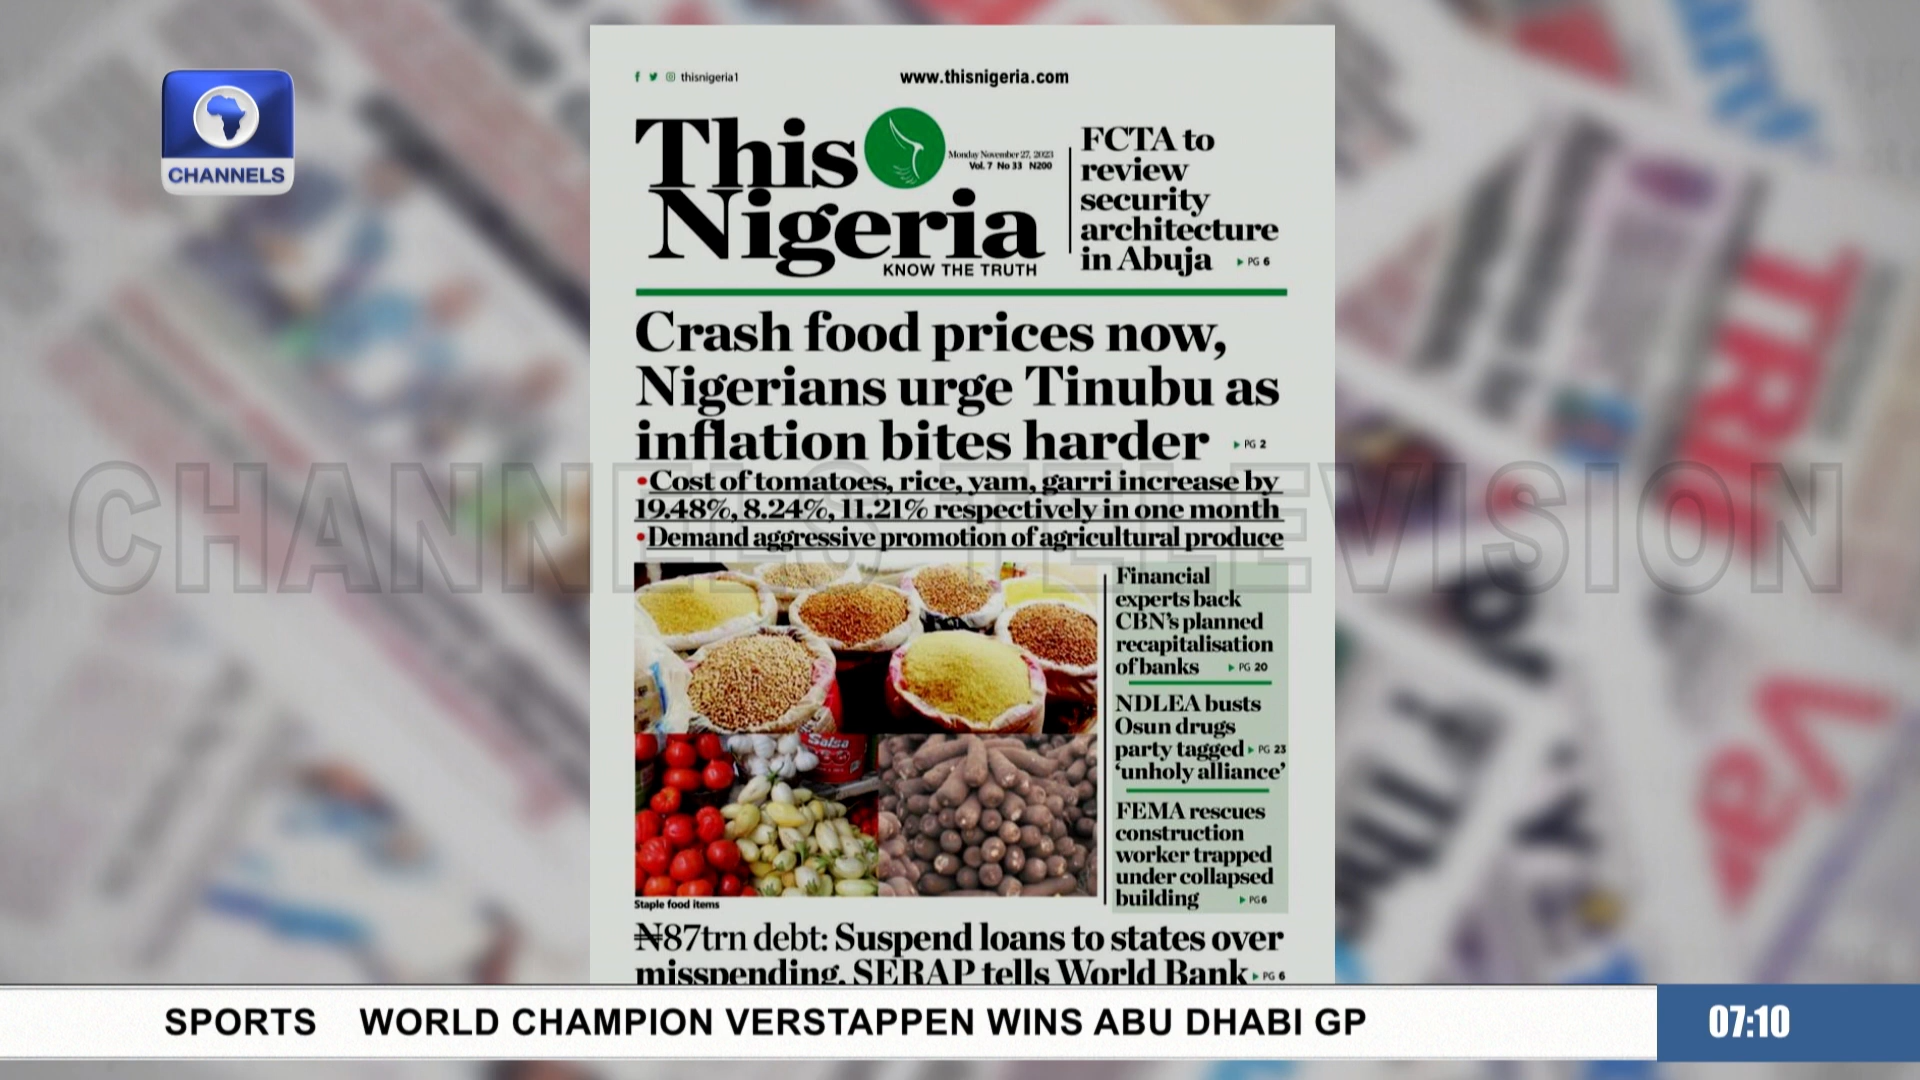 CHANNELS
thisnigeria1
www.thisnigeria.com
This
Nigeria
KNOW THE TRUTH
Monday November 27, 2023
Vol. 7 No 33 N200
FCTA to
review
security
architecture
in Abuja
PG 6
Crash food prices now,
Nigerians urge Tinubu as
inflation bites harder
PG 2
•Cost of tomatoes, rice, yam, garri increase by
19.48%, 8.24%, 11.21% respectively in one month
•Demand aggressive promotion of agricultural produce
Salsa
Staple food items
Financial
experts back
CBN's planned
recapitalisation
of banks PG 20
NDLEA busts
Osun drugs
party tagged PG 23
'unholy alliance'
FEMA rescues
construction
worker trapped
under collapsed
building PG 6
₦87trn debt: Suspend loans to states over
misspending, SERAP tells World Bank PG 6
CHANNELS TELEVISION
SPORTS WORLD CHAMPION VERSTAPPEN WINS ABU DHABI GP
07:10